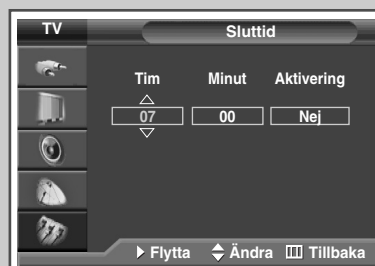 TV
Sluttid
Tim Minut Aktivering
07 00 Nej
Flytta Ändra Tillbaka